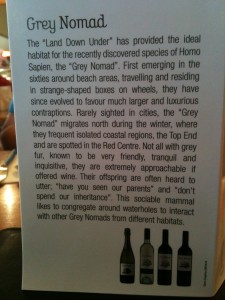 Grey Nomad
The "Land Down Under" has provided the ideal
habitat for the recently discovered species of Homo
Sapien, the "Grey Nomad". First emerging in the
sixties around beach areas, travelling and residing
in strange-shaped boxes on wheels, they have
since evolved to favour much larger and luxurious
contraptions. Rarely sighted in cities, the "Grey
Nomad" migrates north during the winter, where
they frequent isolated coastal regions, the Top End
and are spotted in the Red Centre. Not all with grey
fur, known to be very friendly, tranquil and
inquisitive, they are extremely approachable if
offered wine. Their offspring are often heard to
utter; "have you seen our parents" and "don't
spend our inheritance". This sociable mammal
likes to congregate around waterholes to interact
with other Grey Nomads from different habitats.